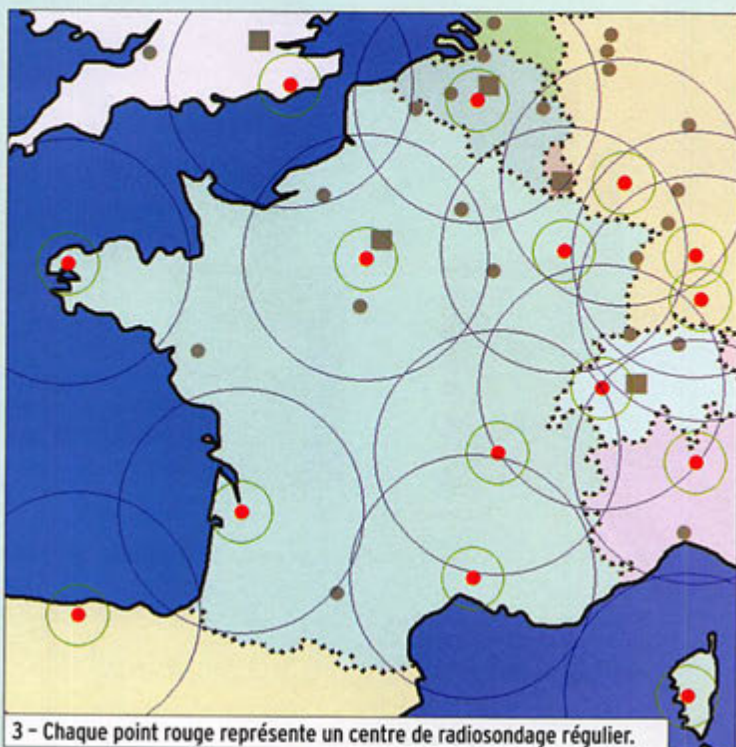 3 – Chaque point rouge représente un centre de radiosondage régulier.